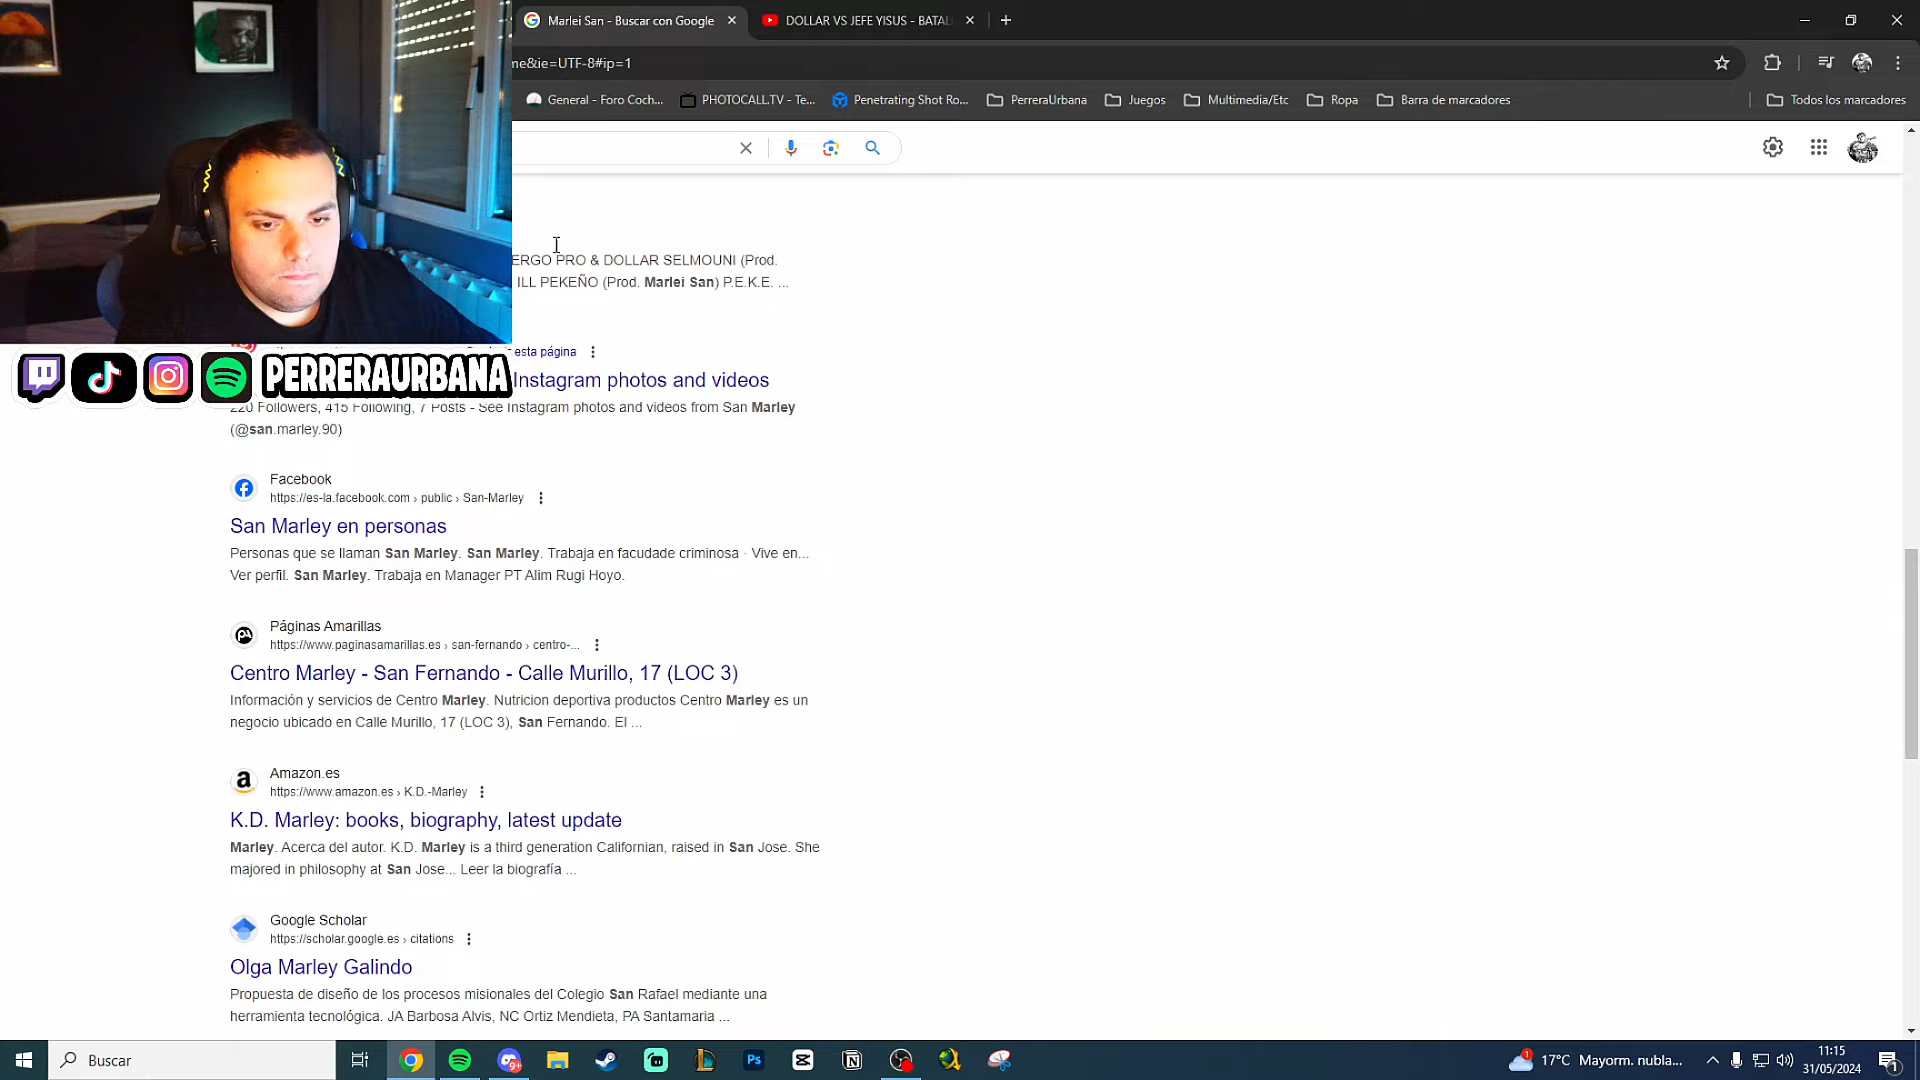 Marlei San - Buscar con Google
DOLLAR VS JEFE YISUS - BATAL
me&ie=UTF-8#ip=1
General - Foro Coch...
PHOTOCALL.TV - Te...
Penetrating Shot Ro...
PerreraUrbana
Juegos
Multimedia/Etc
Ropa
Barra de marcadores
Todos los marcadores
ERGO PRO & DOLLAR SELMOUNI (Prod.
ILL PEKEÑO (Prod. Marlei San) P.E.K.E. ...
esta página
PERRERAURBANA
Instagram photos and videos
220 Followers, 415 Following, 7 Posts - See Instagram photos and videos from San Marley
(@san.marley.90)
Facebook
https://es-la.facebook.com › public › San-Marley
San Marley en personas
Personas que se llaman San Marley. San Marley. Trabaja en facudade criminosa · Vive en...
Ver perfil. San Marley. Trabaja en Manager PT Alim Rugi Hoyo.
Páginas Amarillas
https://www.paginasamarillas.es › san-fernando › centro-...
Centro Marley - San Fernando - Calle Murillo, 17 (LOC 3)
Información y servicios de Centro Marley. Nutricion deportiva productos Centro Marley es un
negocio ubicado en Calle Murillo, 17 (LOC 3), San Fernando. El ...
Amazon.es
https://www.amazon.es › K.D.-Marley
K.D. Marley: books, biography, latest update
Marley. Acerca del autor. K.D. Marley is a third generation Californian, raised in San Jose. She
majored in philosophy at San Jose... Leer la biografía ...
Google Scholar
https://scholar.google.es › citations
Olga Marley Galindo
Propuesta de diseño de los procesos misionales del Colegio San Rafael mediante una
herramienta tecnológica. JA Barbosa Alvis, NC Ortiz Mendieta, PA Santamaria ...
Buscar
17°C Mayorm. nubla...
11:15
31/05/2024